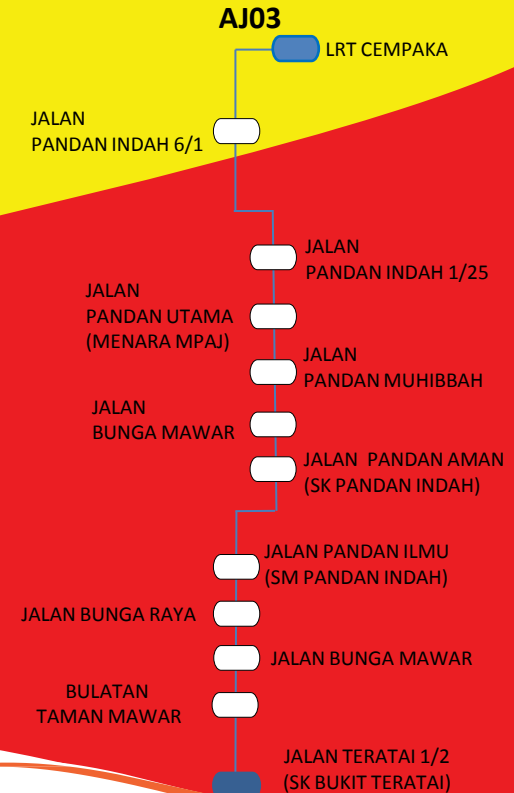 AJ03
LRT CEMPAKA
JALAN
PANDAN INDAH 6/1
JALAN
PANDAN INDAH 1/25
JALAN
PANDAN UTAMA
(MENARA MPAJ)
JALAN
PANDAN MUHIBBAH
JALAN
BUNGA MAWAR
JALAN PANDAN AMAN
(SK PANDAN INDAH)
JALAN PANDAN ILMU
(SM PANDAN INDAH)
JALAN BUNGA RAYA
JALAN BUNGA MAWAR
BULATAN
TAMAN MAWAR
JALAN TERATAI 1/2
(SK BUKIT TERATAI)